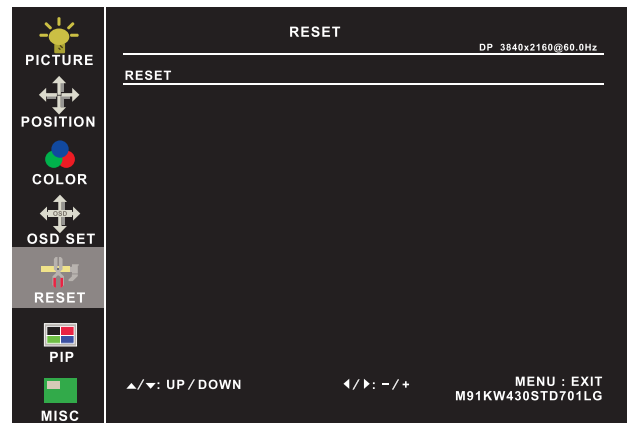 PICTURE
POSITION
COLOR
OSD
OSD SET
RESET
PIP
MISC
RESET
DP 3840x2160@60.0Hz
RESET
▲/▼: UP / DOWN
◀/▶: – / +
MENU : EXIT
M91KW430STD701LG